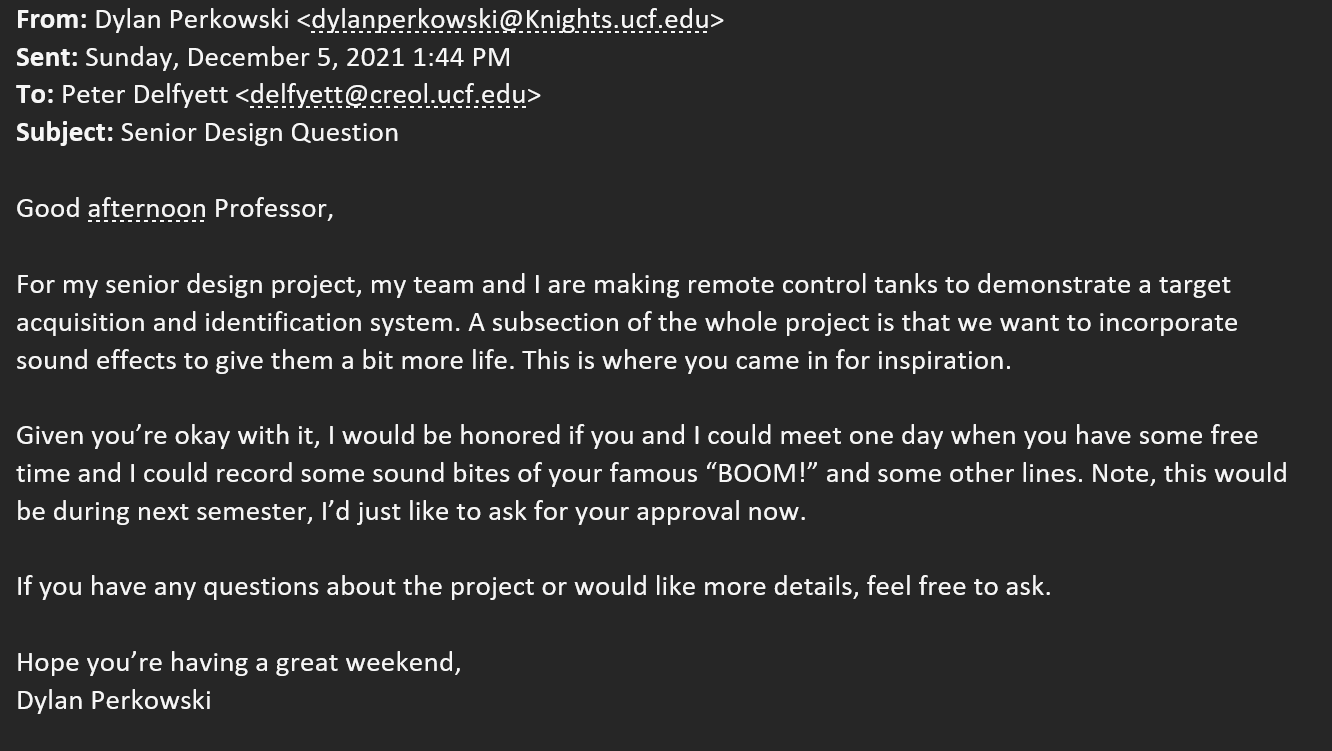 From: Dylan Perkowski <dylanperkowski@Knights.ucf.edu>
Sent: Sunday, December 5, 2021 1:44 PM
To: Peter Delfyett <delfyett@creol.ucf.edu>
Subject: Senior Design Question
Good afternoon Professor,
For my senior design project, my team and I are making remote control tanks to demonstrate a target
acquisition and identification system. A subsection of the whole project is that we want to incorporate
sound effects to give them a bit more life. This is where you came in for inspiration.
Given you’re okay with it, I would be honored if you and I could meet one day when you have some free
time and I could record some sound bites of your famous “BOOM!” and some other lines. Note, this would
be during next semester, I’d just like to ask for your approval now.
If you have any questions about the project or would like more details, feel free to ask.
Hope you’re having a great weekend,
Dylan Perkowski